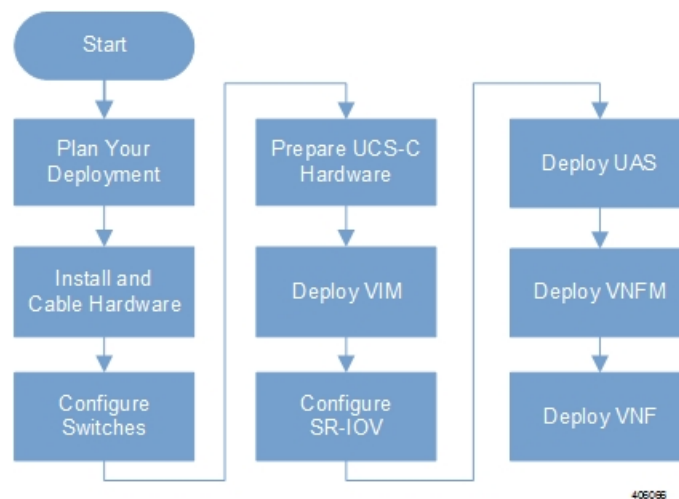 Start
Plan Your
Deployment
Install and
Cable Hardware
Configure
Switches
Prepare UCS-C
Hardware
Deploy VIM
Configure
SR-IOV
Deploy UAS
Deploy VNFM
Deploy VNF